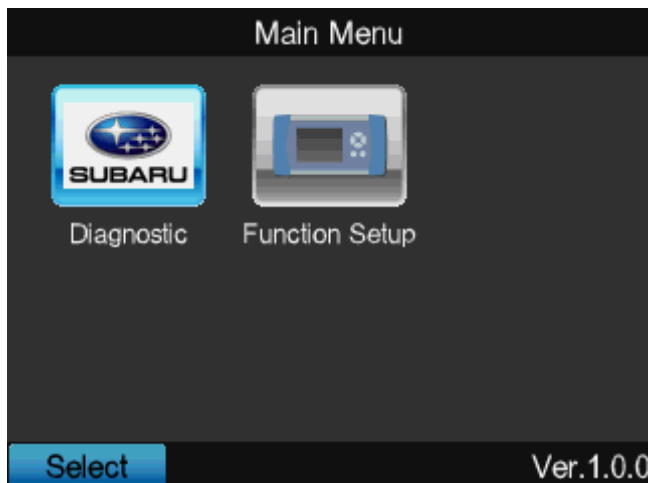 Main Menu
SUBARU
Diagnostic
Function Setup
Select
Ver.1.0.0